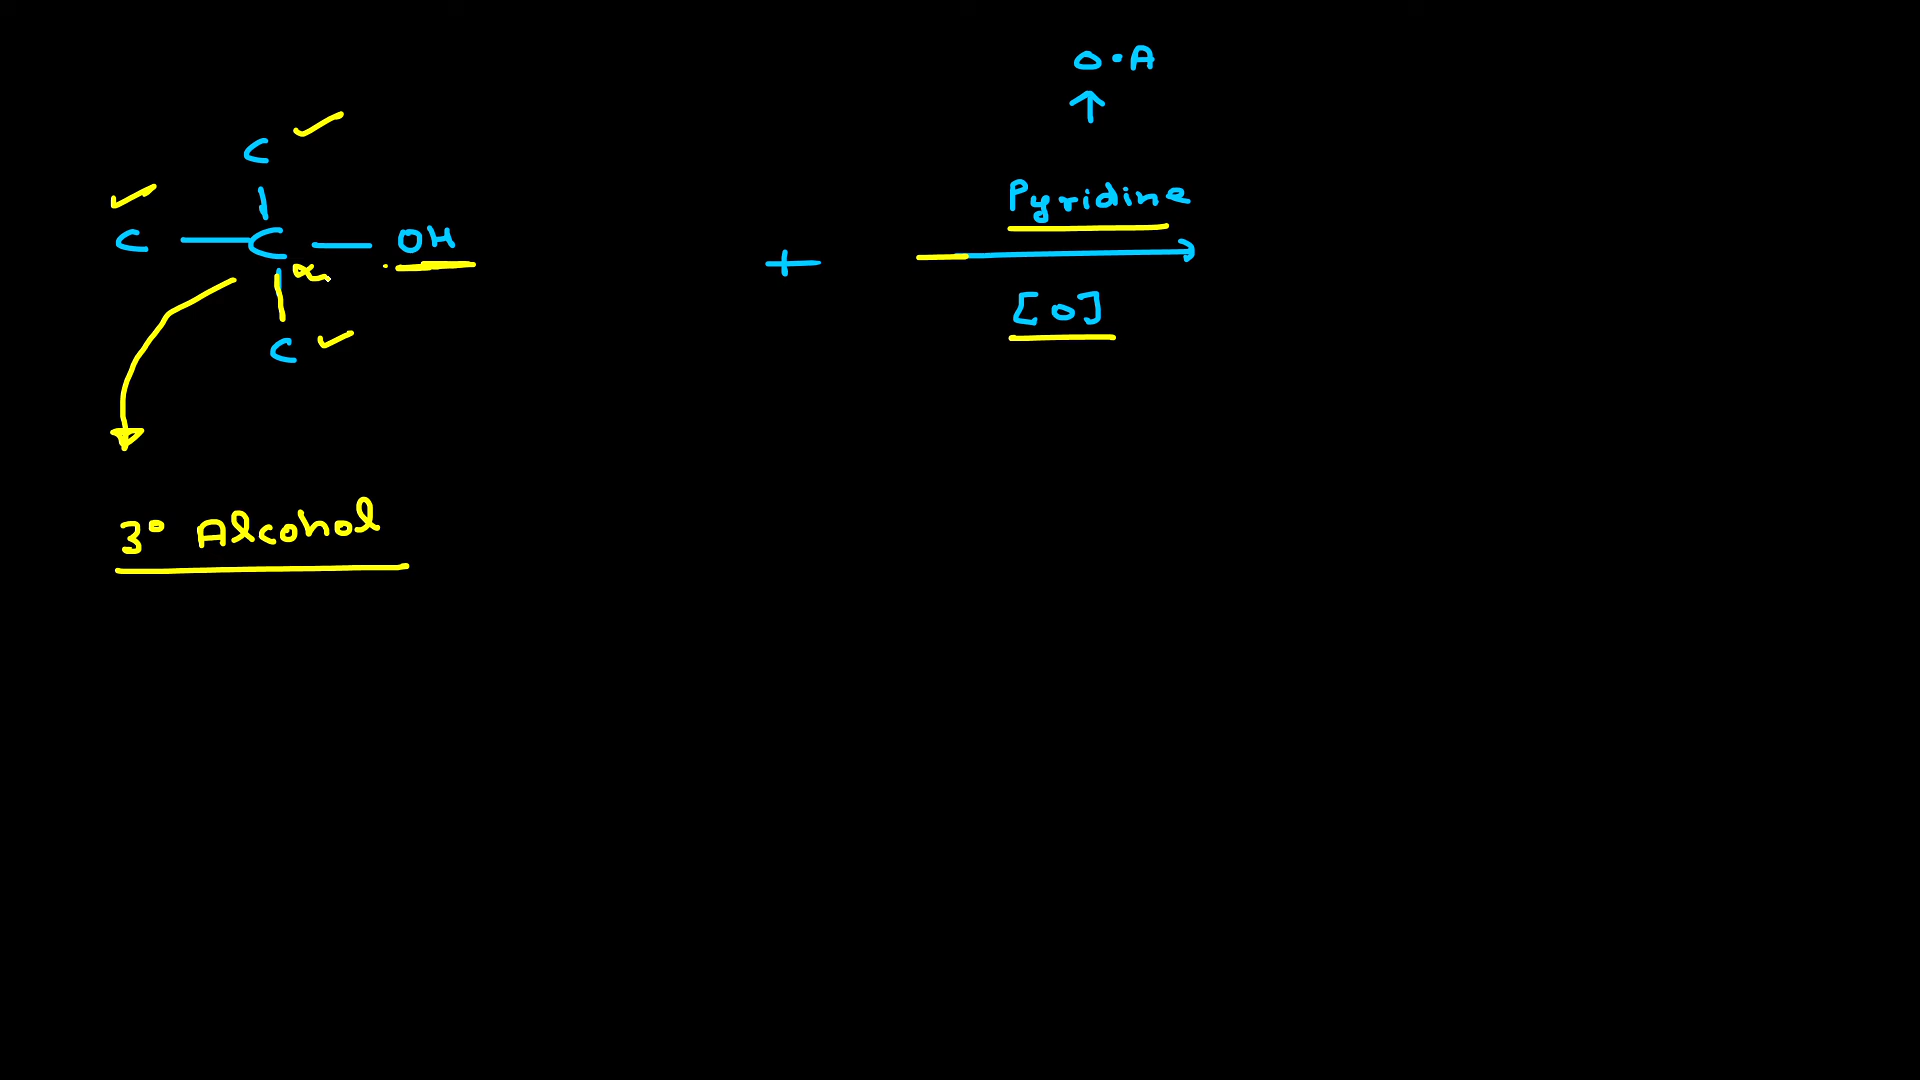 O·A
C
Pyridine
C — C — OH
α
+
[O]
C
3° Alcohol